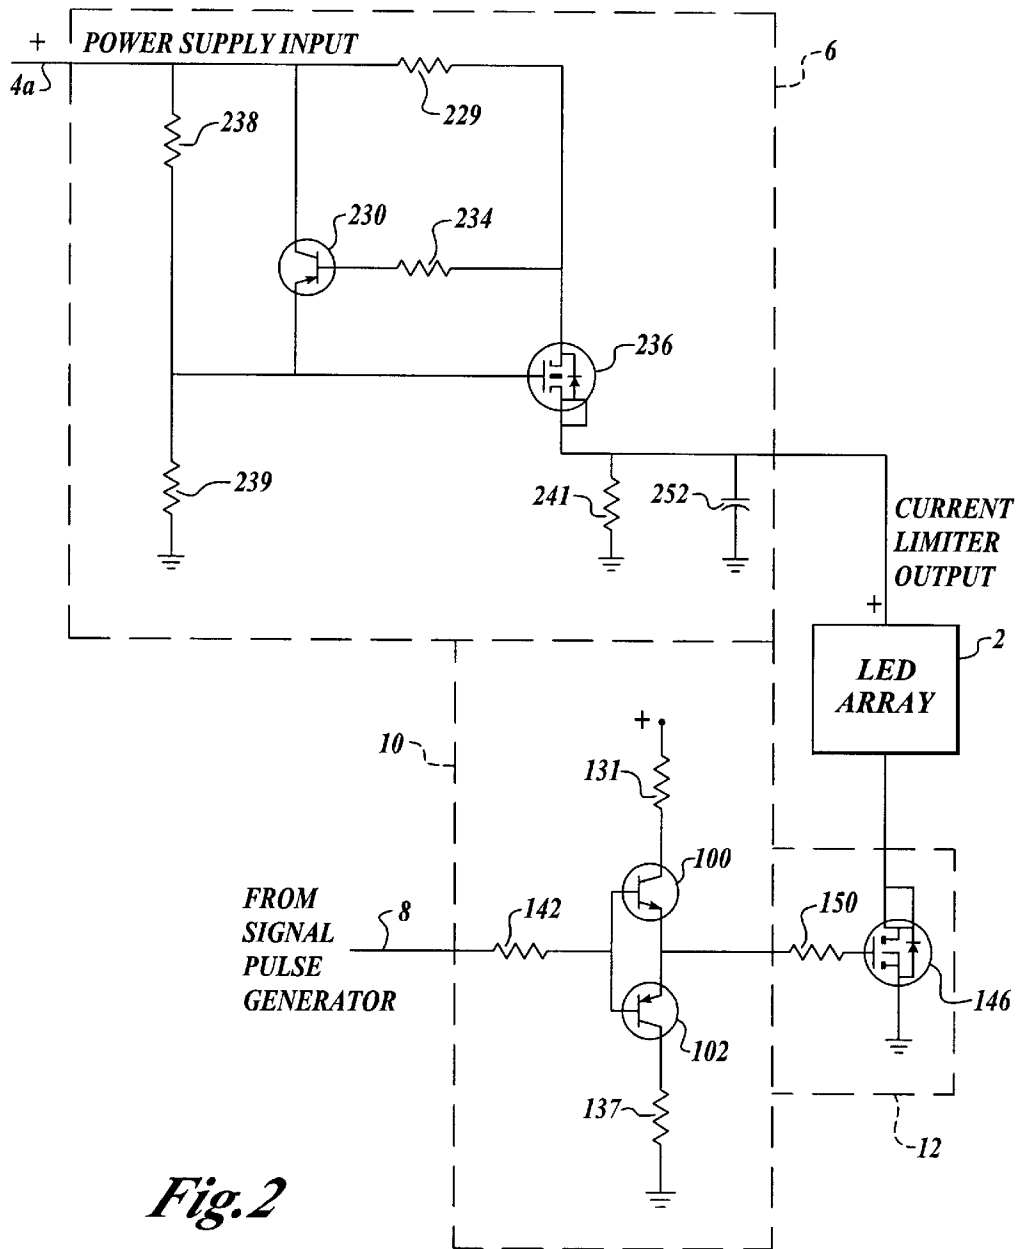 + POWER SUPPLY INPUT
4a
6
238
229
230
234
236
239
241
252
CURRENT
LIMITER
OUTPUT
+
2
LED
ARRAY
+
10
131
100
FROM
SIGNAL
PULSE
GENERATOR
8
142
150
146
102
137
12
Fig.2